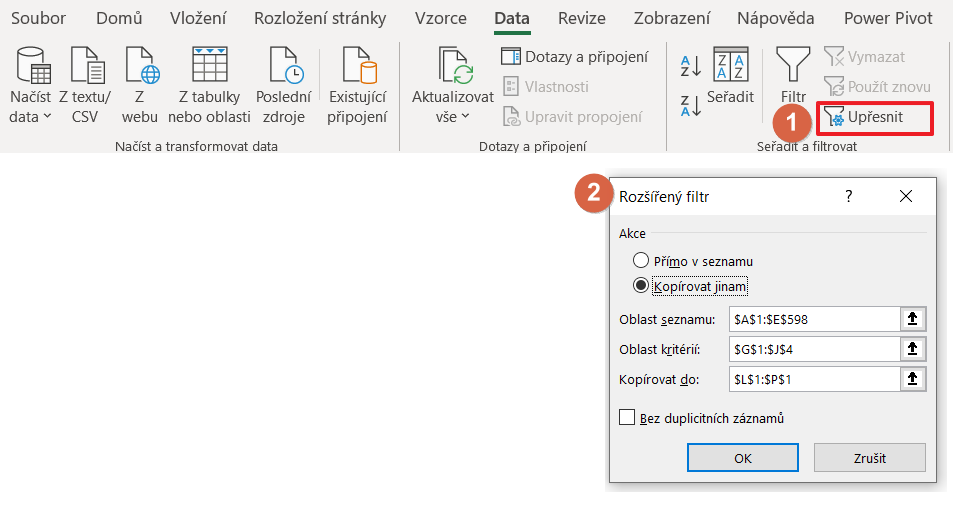 Soubor Domů Vložení Rozložení stránky Vzorce Data Revize Zobrazení Nápověda Power Pivot
Načíst data
Z textu/ CSV
Z webu
Z tabulky nebo oblasti
Poslední zdroje
Existující připojení
Načíst a transformovat data
Aktualizovat vše
Dotazy a připojení
Vlastnosti
Upravit propojení
Dotazy a připojení
A Z
Z A
Z A A Z
Seřadit
Filtr
Vymazat
Použít znovu
1
Upřesnit
Seřadit a filtrovat
2
Rozšířený filtr ?
Akce
Přímo v seznamu
Kopírovat jinam
Oblast seznamu: $A$1:$E$598
Oblast kritérií: $G$1:$J$4
Kopírovat do: $L$1:$P$1
Bez duplicitních záznamů
OK Zrušit